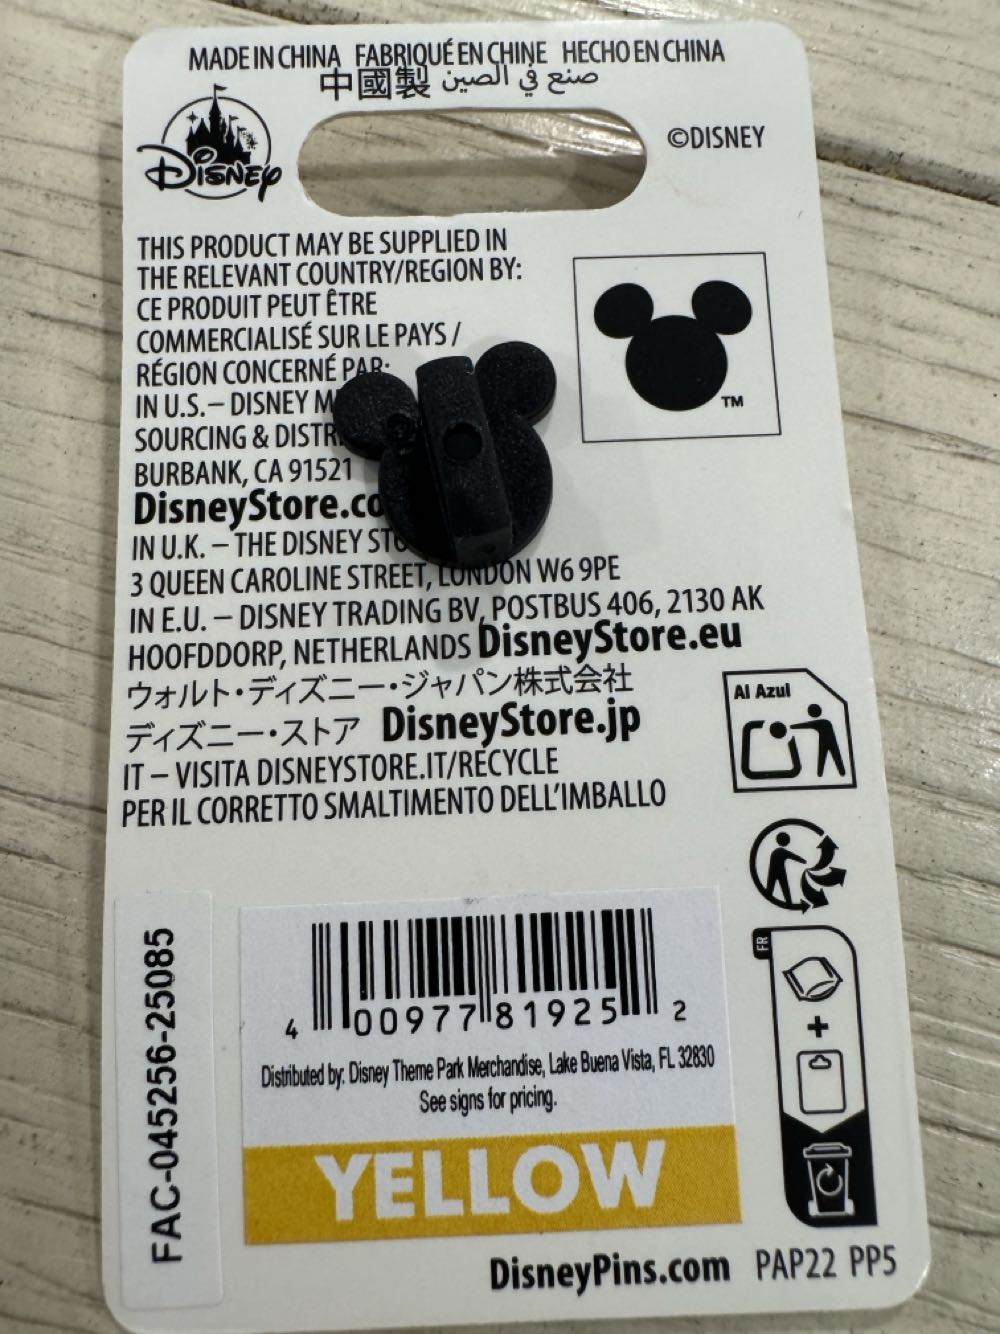 MADE IN CHINA FABRIQUÉ EN CHINE HECHO EN CHINA
中國製 صنع في الصين
Disney
©DISNEY
THIS PRODUCT MAY BE SUPPLIED IN
THE RELEVANT COUNTRY/REGION BY:
CE PRODUIT PEUT ÊTRE
COMMERCIALISÉ SUR LE PAYS /
RÉGION CONCERNÉ PAR:
TM
IN U.S.– DISNEY M
SOURCING & DISTR
BURBANK, CA 91521
DisneyStore.co
IN U.K. – THE DISNEY STO
3 QUEEN CAROLINE STREET, LONDON W6 9PE
IN E.U. – DISNEY TRADING BV, POSTBUS 406, 2130 AK
HOOFDDORP, NETHERLANDS DisneyStore.eu
ウォルト・ディズニー・ジャパン株式会社
ディズニー・ストア DisneyStore.jp
IT – VISITA DISNEYSTORE.IT/RECYCLE
PER IL CORRETTO SMALTIMENTO DELL'IMBALLO
Al Azul
FR
+
FAC-045256-25085
4 00977 81925 2
Distributed by: Disney Theme Park Merchandise, Lake Buena Vista, FL 32830
See signs for pricing.
YELLOW
DisneyPins.com PAP22 PP5